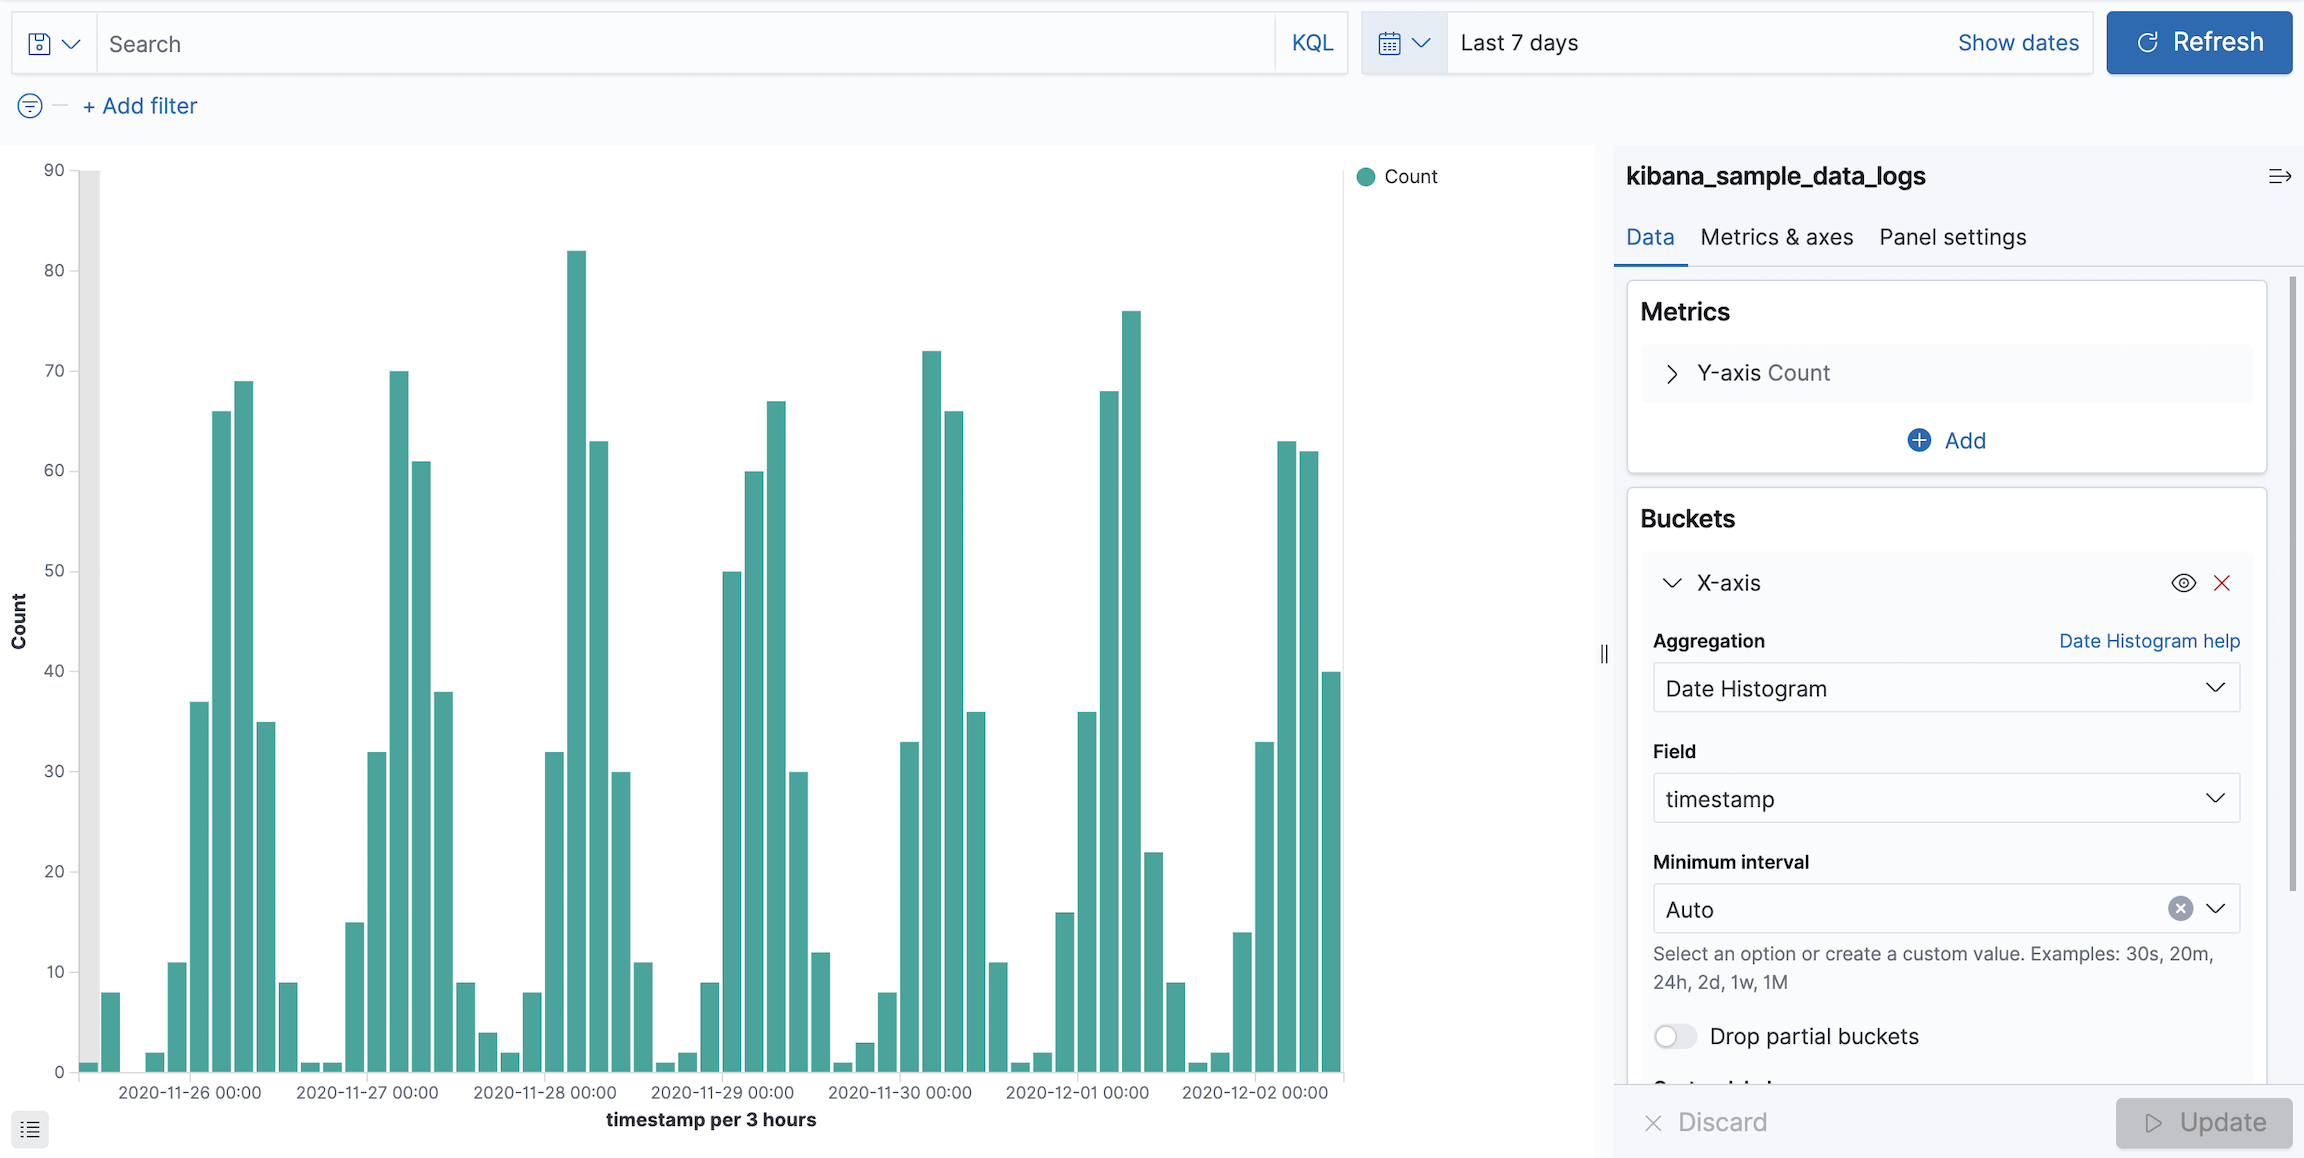 Search
KQL
Last 7 days
Show dates
Refresh
+ Add filter
90
80
70
60
50
40
30
20
10
0
Count
2020-11-26 00:00
2020-11-27 00:00
2020-11-28 00:00
2020-11-29 00:00
2020-11-30 00:00
2020-12-01 00:00
2020-12-02 00:00
timestamp per 3 hours
Count
kibana_sample_data_logs
Data
Metrics & axes
Panel settings
Metrics
Y-axis Count
Add
Buckets
X-axis
Aggregation
Date Histogram help
Date Histogram
Field
timestamp
Minimum interval
Auto
Select an option or create a custom value. Examples: 30s, 20m,
24h, 2d, 1w, 1M
Drop partial buckets
Discard
Update